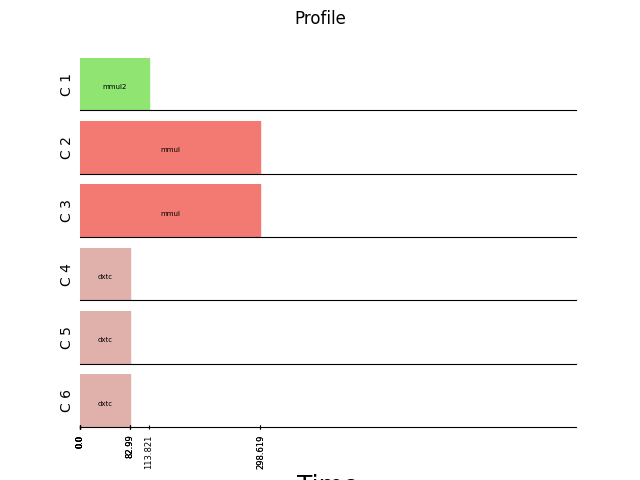 Profile
C 1
mmul2
C 2
mmul
C 3
mmul
C 4
dxtc
C 5
dxtc
C 6
dxtc
0.0
82.99
113.821
298.619
Time